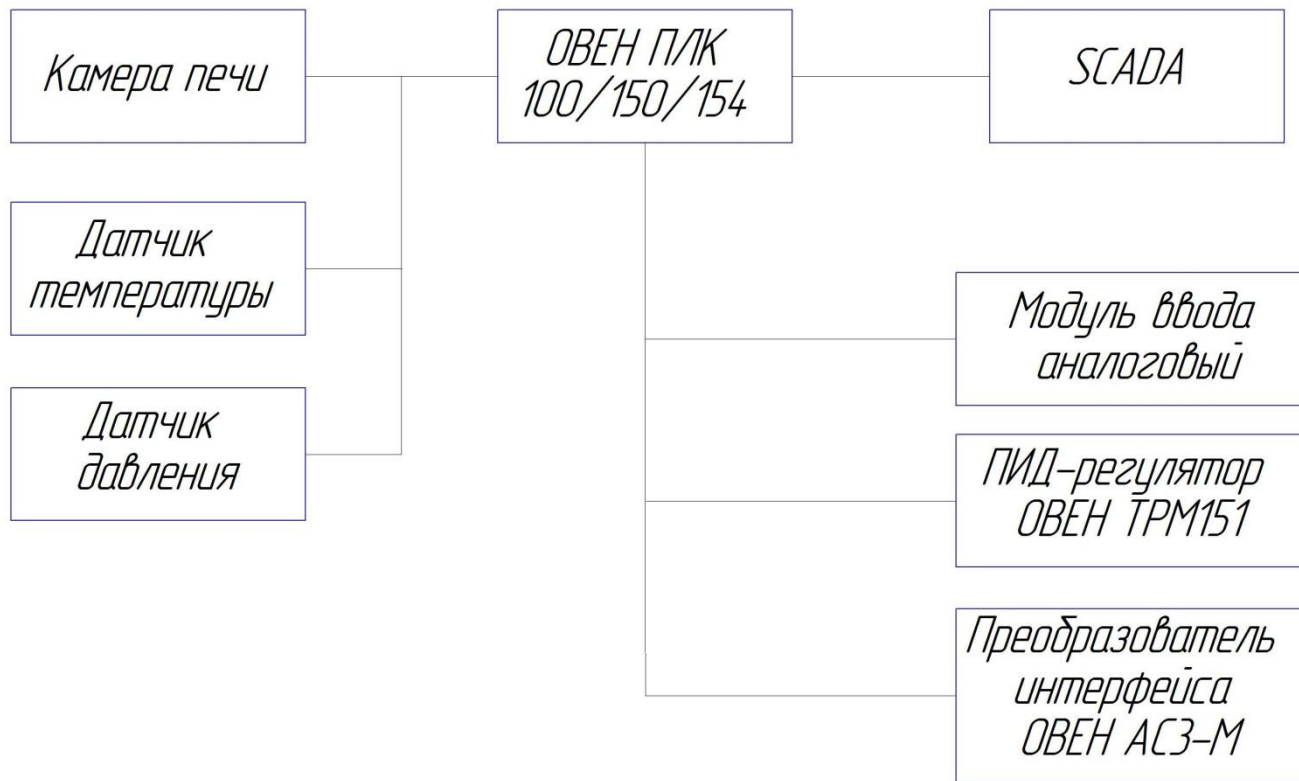 Камера печи
ОВЕН ПЛК
100/150/154
SCADA
Датчик
температуры
Датчик
давления
Модуль ввода
аналоговый
ПИД-регулятор
ОВЕН ТРМ151
Преобразователь
интерфейса
ОВЕН АС3-М